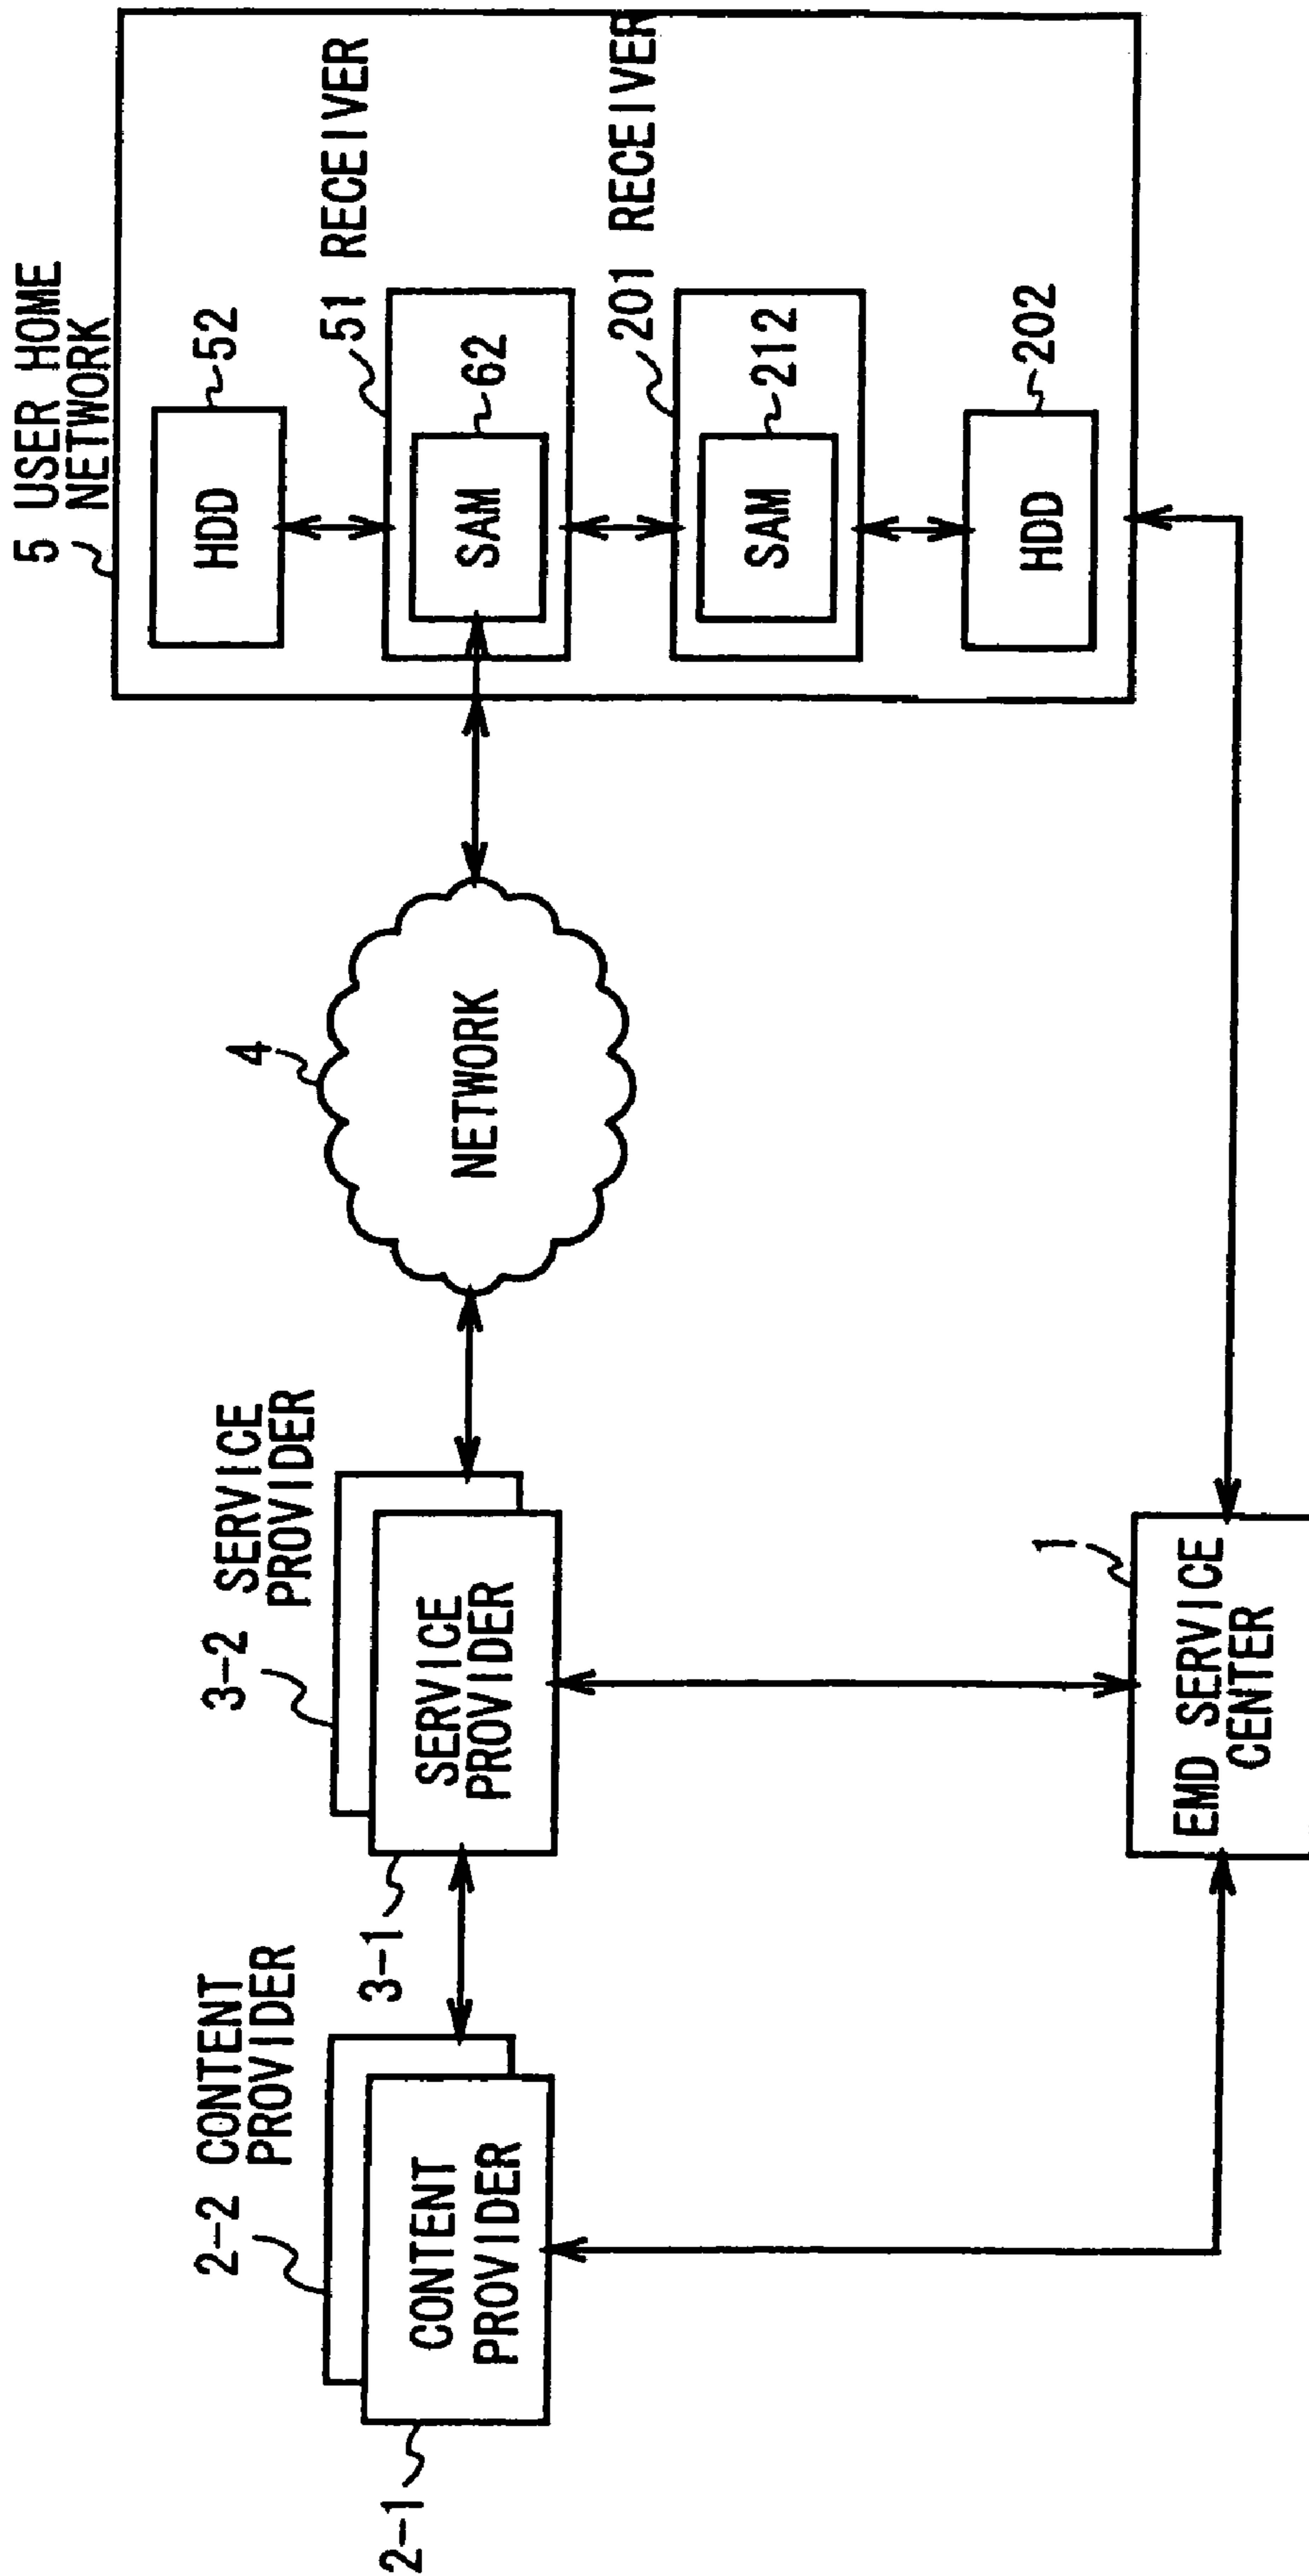 5 USER HOME
NETWORK
HDD
52
51 RECEIVER
SAM
62
201 RECEIVER
SAM
212
HDD
202
4
NETWORK
3-2 SERVICE
PROVIDER
SERVICE
PROVIDER
3-1
2-2 CONTENT
PROVIDER
CONTENT
PROVIDER
2-1
1
EMD SERVICE
CENTER